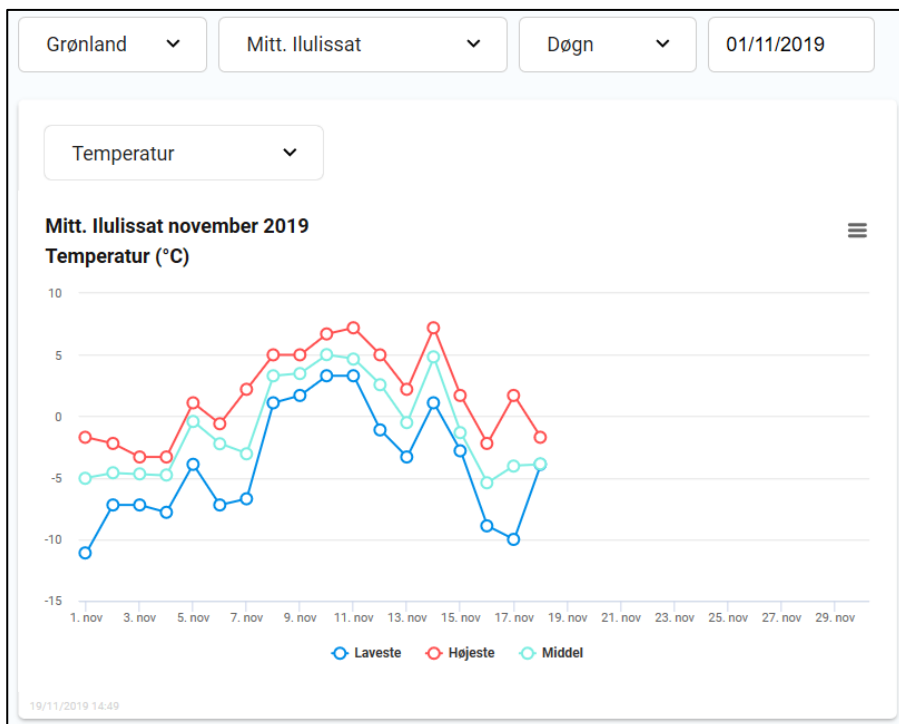 Grønland Mitt. Ilulissat Døgn 01/11/2019
Temperatur
Mitt. Ilulissat november 2019
Temperatur (°C)
10
5
0
-5
-10
-15
1. nov 3. nov 5. nov 7. nov 9. nov 11. nov 13. nov 15. nov 17. nov 19. nov 21. nov 23. nov 25. nov 27. nov 29. nov
Laveste Højeste Middel
19/11/2019 14:49